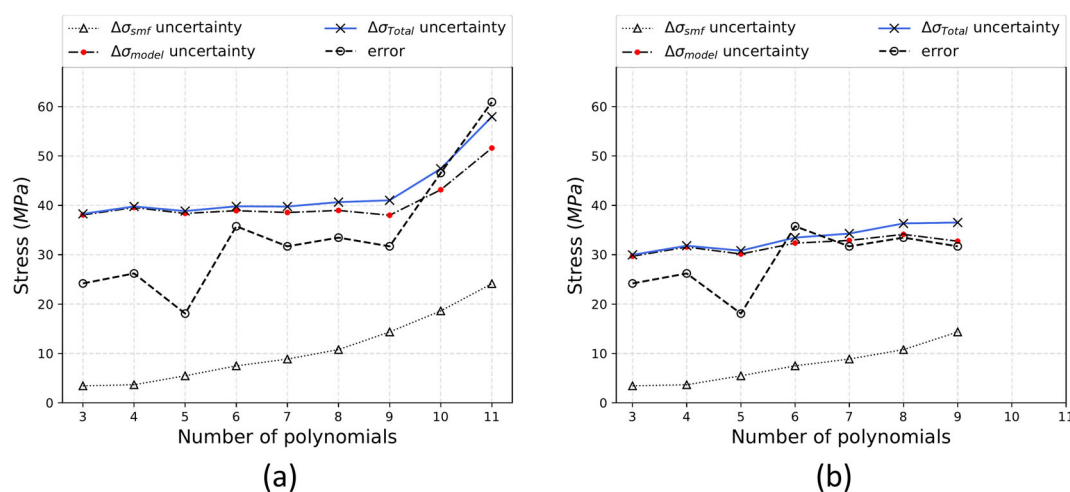 Δσsmf uncertainty
Δσmodel uncertainty
ΔσTotal uncertainty
error
Stress (MPa)
60
50
40
30
20
10
0
3 4 5 6 7 8 9 10 11
Number of polynomials
(a)
Δσsmf uncertainty
Δσmodel uncertainty
ΔσTotal uncertainty
error
Stress (MPa)
60
50
40
30
20
10
0
3 4 5 6 7 8 9 10 11
Number of polynomials
(b)